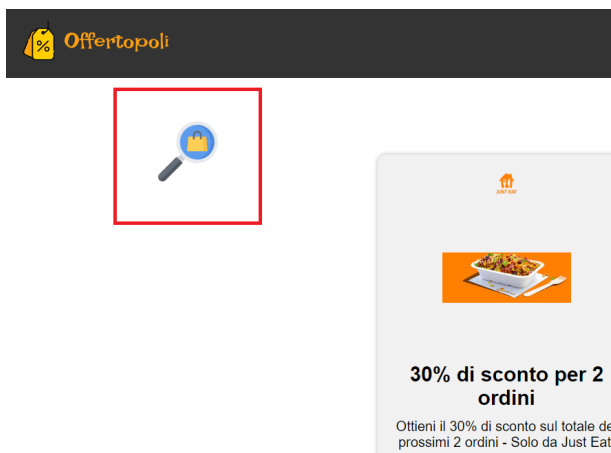 %
Offertopoli
JUST EAT
30% di sconto per 2
ordini
Ottieni il 30% di sconto sul totale de
prossimi 2 ordini - Solo da Just Eat